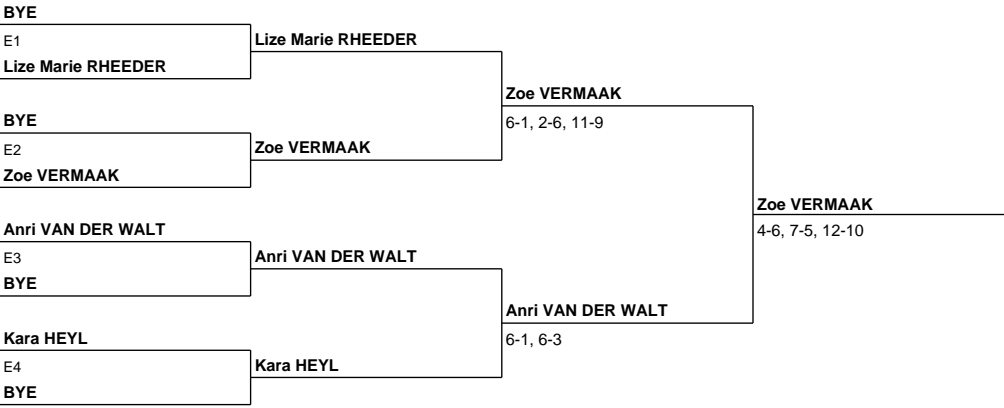 BYE
E1
Lize Marie RHEEDER
Lize Marie RHEEDER
Zoe VERMAAK
6-1, 2-6, 11-9
BYE
E2
Zoe VERMAAK
Zoe VERMAAK
Zoe VERMAAK
4-6, 7-5, 12-10
Anri VAN DER WALT
E3
BYE
Anri VAN DER WALT
Anri VAN DER WALT
6-1, 6-3
Kara HEYL
E4
BYE
Kara HEYL